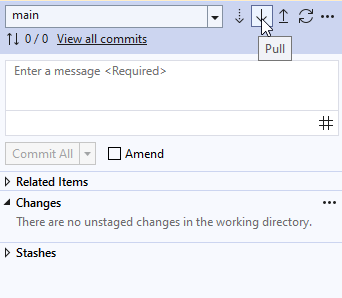 main
0 / 0 View all commits
Pull
Enter a message <Required>
Commit All Amend
Related Items
Changes
There are no unstaged changes in the working directory.
Stashes